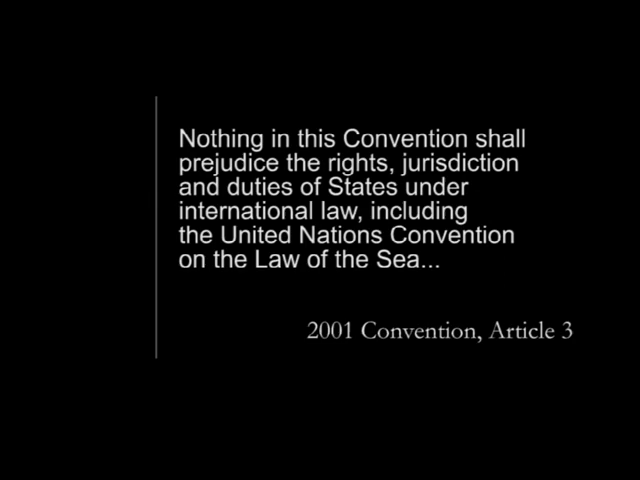 Nothing in this Convention shall
prejudice the rights, jurisdiction
and duties of States under
international law, including
the United Nations Convention
on the Law of the Sea...
2001 Convention, Article 3